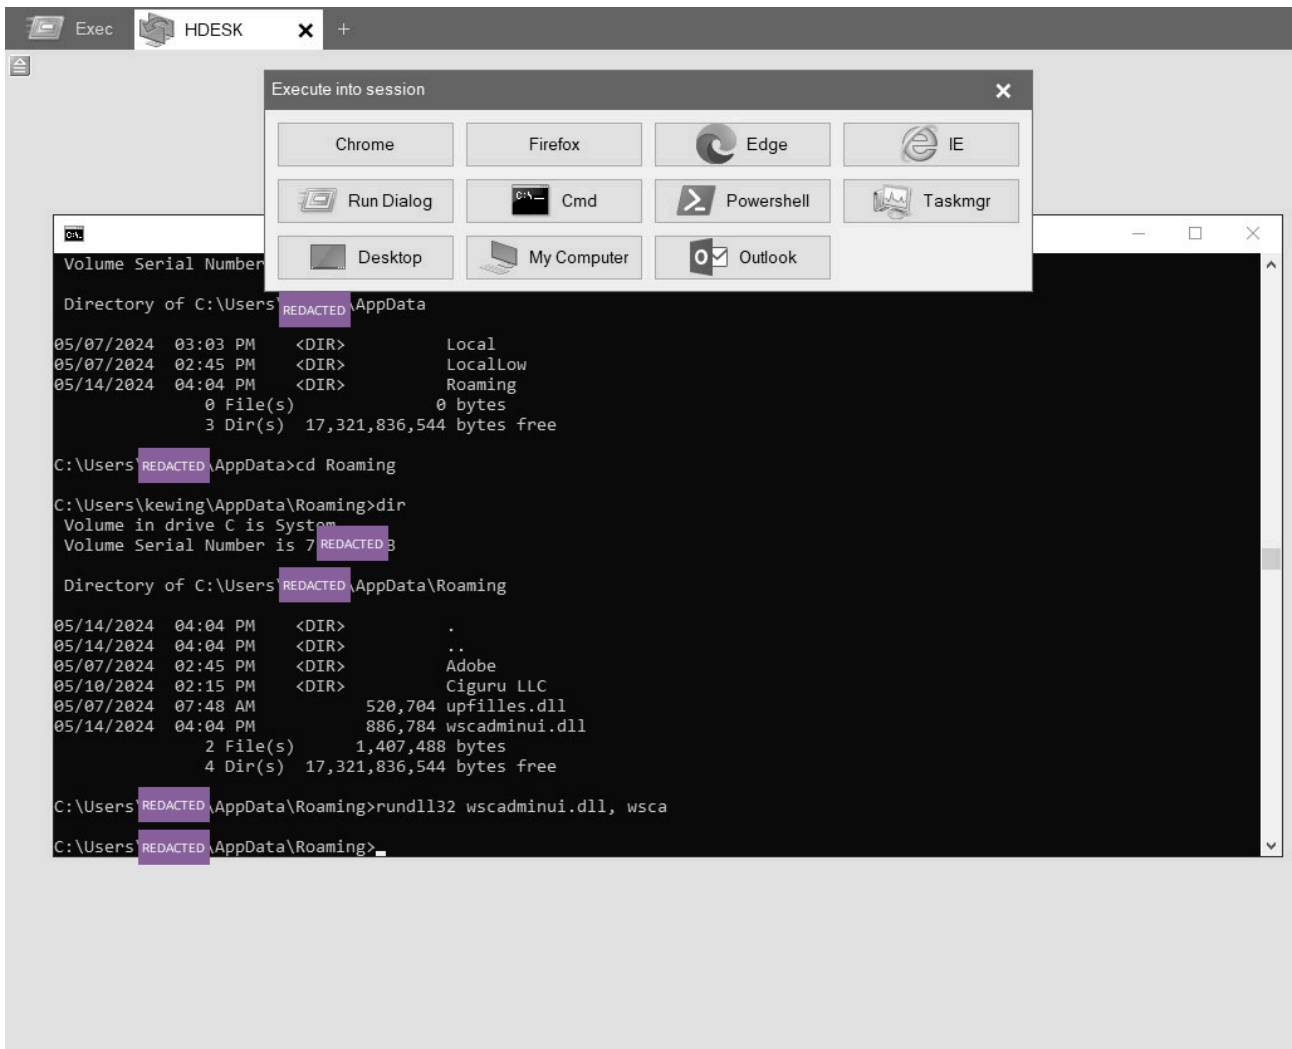 Exec HDESK
Execute into session
Chrome Firefox Edge IE
Run Dialog Cmd Powershell Taskmgr
Desktop My Computer Outlook
Volume Serial Number
Directory of C:\Users\REDACTED\AppData
05/07/2024 03:03 PM <DIR> Local
05/07/2024 02:45 PM <DIR> LocalLow
05/14/2024 04:04 PM <DIR> Roaming
0 File(s) 0 bytes
3 Dir(s) 17,321,836,544 bytes free
C:\Users\REDACTED\AppData>cd Roaming
C:\Users\kewing\AppData\Roaming>dir
Volume in drive C is System
Volume Serial Number is 7 REDACTED 3
Directory of C:\Users\REDACTED\AppData\Roaming
05/14/2024 04:04 PM <DIR> .
05/14/2024 04:04 PM <DIR> ..
05/07/2024 02:45 PM <DIR> Adobe
05/10/2024 02:15 PM <DIR> Ciguru LLC
05/07/2024 07:48 AM 520,704 upfilles.dll
05/14/2024 04:04 PM 886,784 wscadminui.dll
2 File(s) 1,407,488 bytes
4 Dir(s) 17,321,836,544 bytes free
C:\Users\REDACTED\AppData\Roaming>rundll32 wscadminui.dll, wsca
C:\Users\REDACTED\AppData\Roaming>